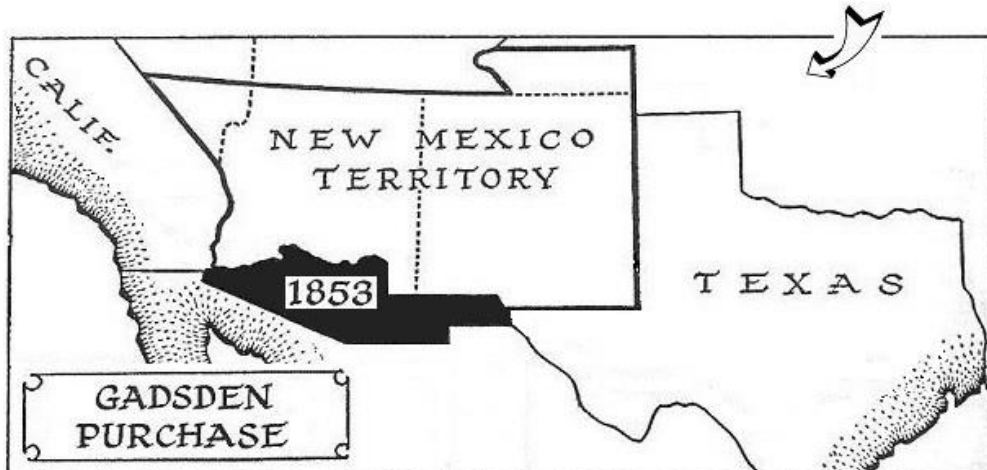 CALIF.
NEW MEXICO
TERRITORY
1853
TEXAS
GADSDEN
PURCHASE